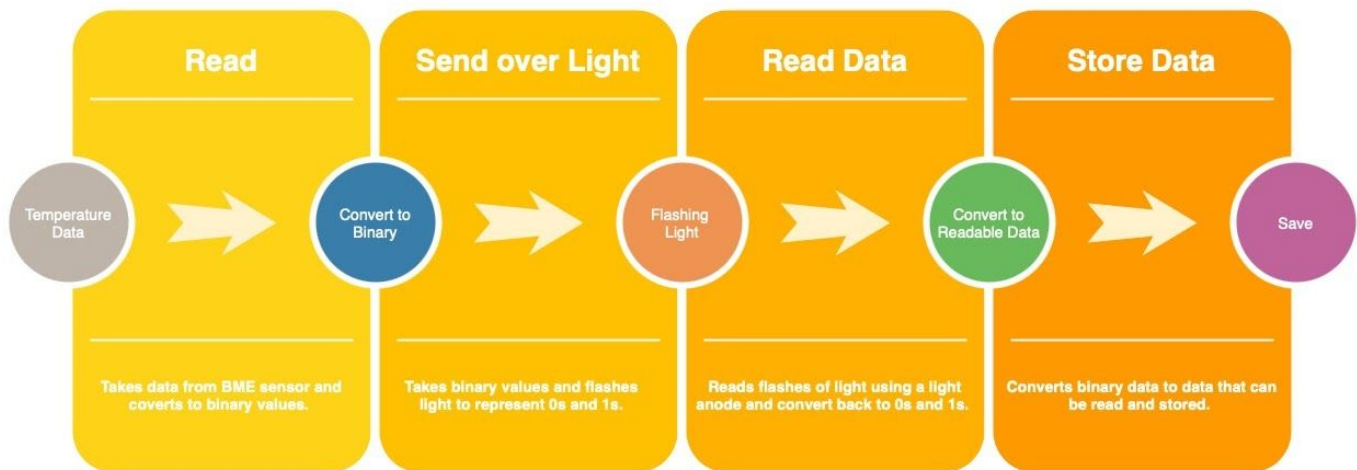 Read
Send over Light
Read Data
Store Data
Temperature
Data
Convert to
Binary
Flashing
Light
Convert to
Readable Data
Save
Takes data from BME sensor and
coverts to binary values.
Takes binary values and flashes
light to represent 0s and 1s.
Reads flashes of light using a light
anode and convert back to 0s and 1s.
Converts binary data to data that can
be read and stored.